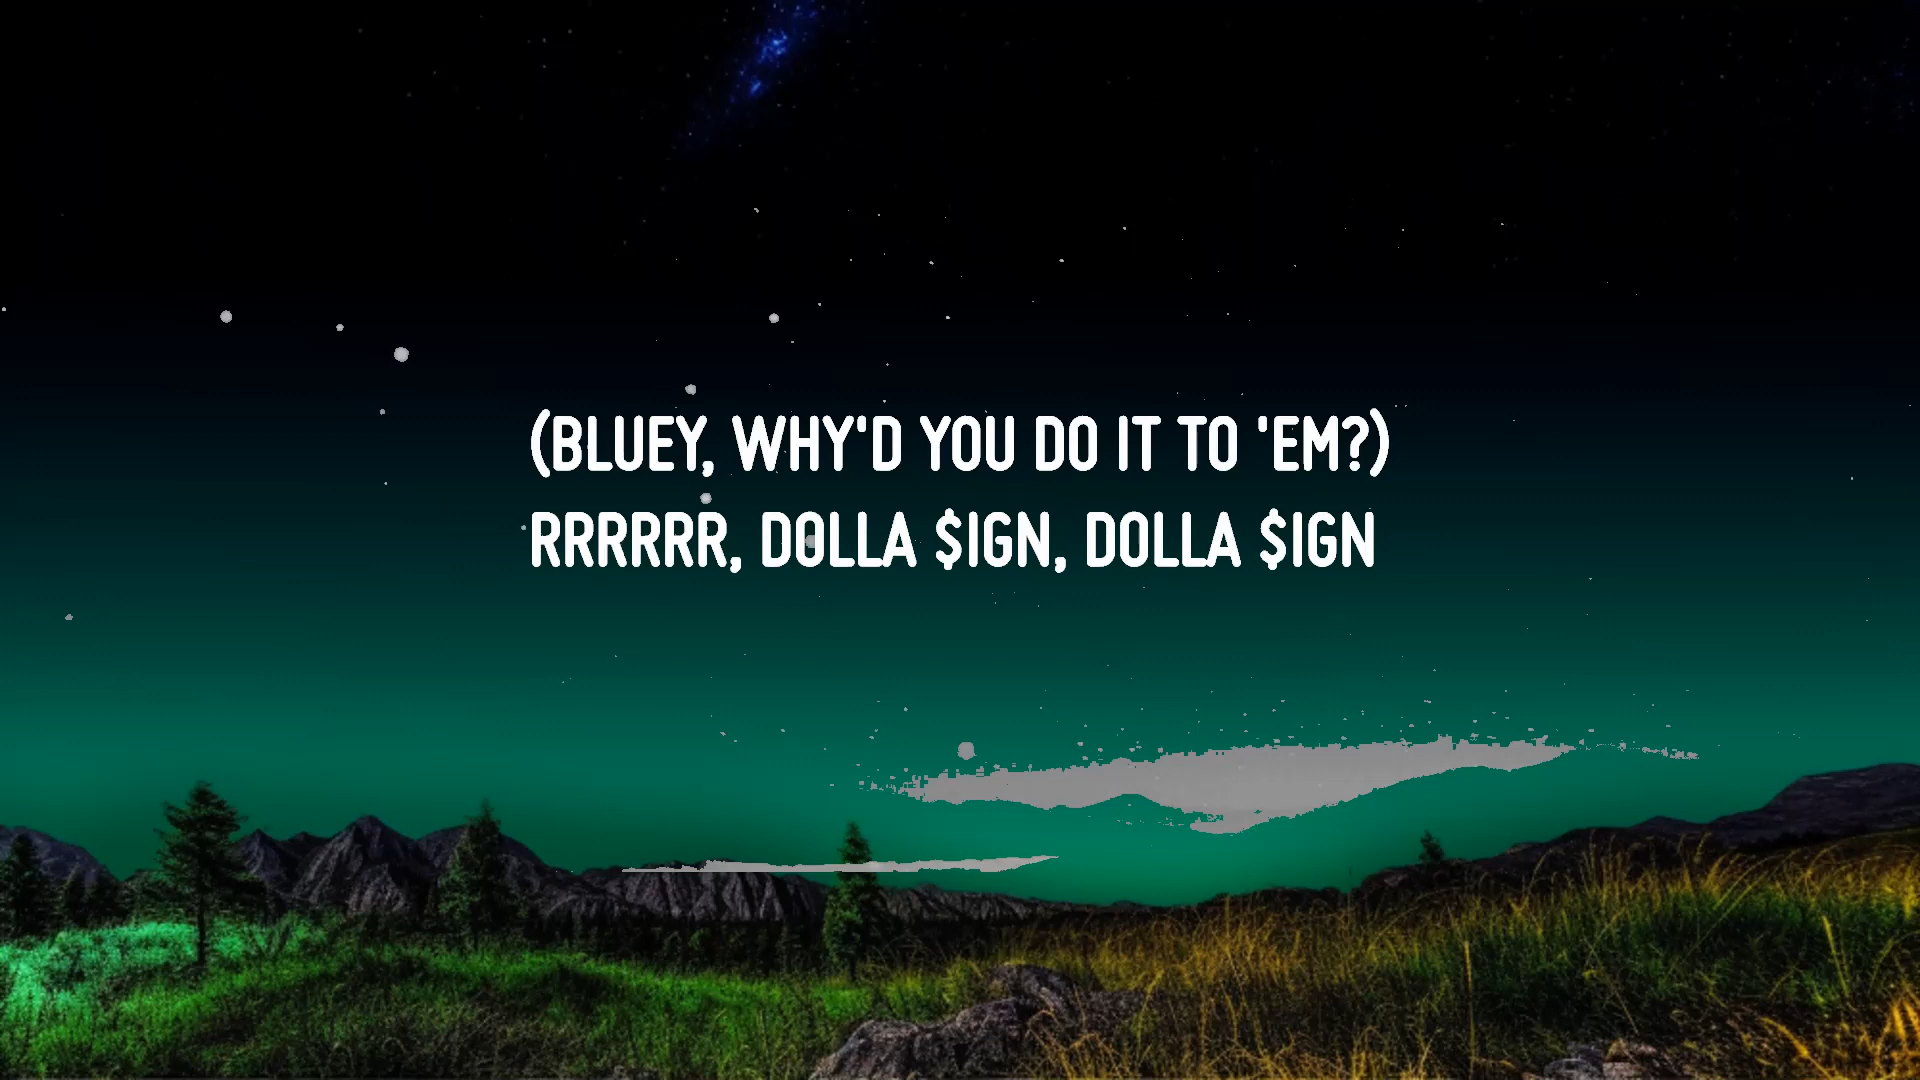 (BLUEY, WHY'D YOU DO IT TO 'EM?)
RRRRRR, DOLLA $IGN, DOLLA $IGN